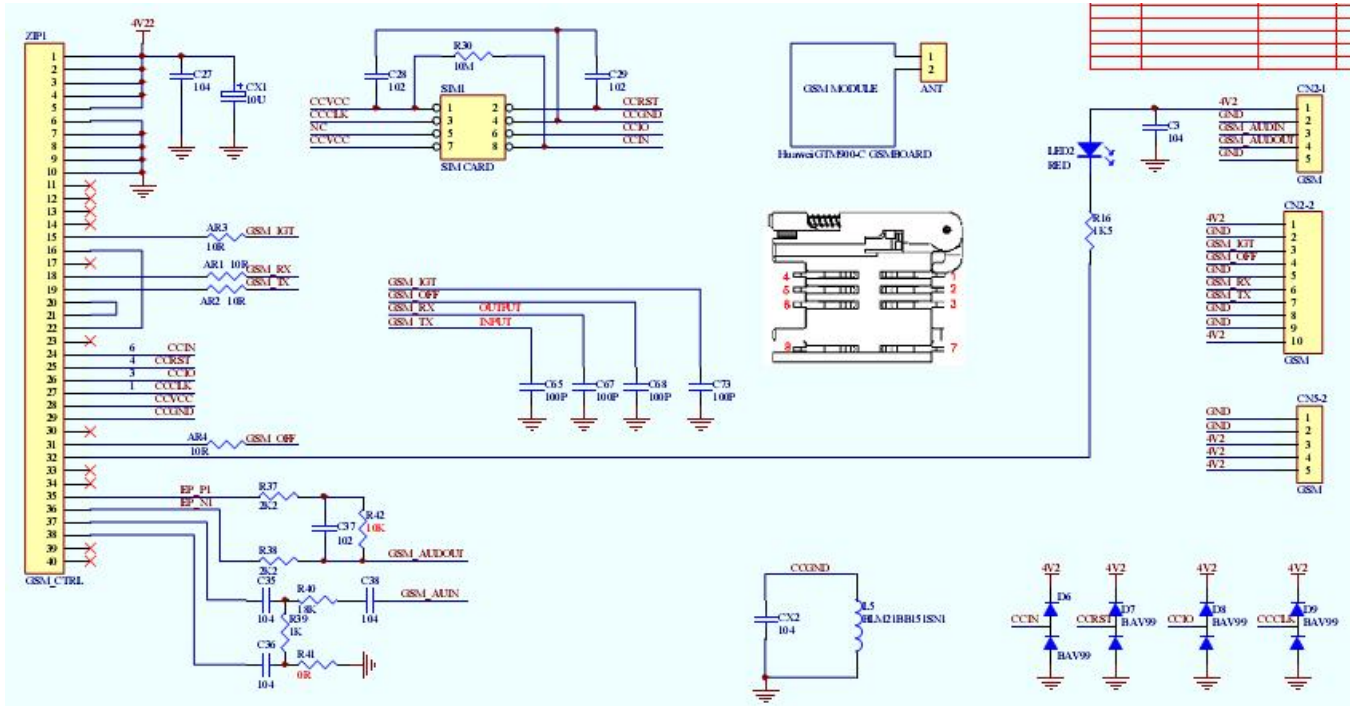 ZIP1
4V22
1
2
3
4
5
6
7
8
9
10
11
12
13
14
15
16
17
18
19
20
21
22
23
24
25
26
27
28
29
30
31
32
33
34
35
36
37
38
39
40
GSM_CTRL
C27
104
CX1
10U
AR3
10R
GSM_IGT
AR1 10R
GSM_RX
GSM_TX
AR2 10R
6 CCIN
4 CCRST
3 CCIO
1 CCCLK
CCVCC
CCGND
AR4
10R
GSM_OFF
EP_P1
EP_N1
R37
2K2
R38
2K2
C37
102
R42
10K
GSM_AUDOUT
C35
104
R40
18K
C38
104
GSM_AUIN
R39
1K
C36
104
R41
0R
R30
10M
C28
102
C29
102
SIM1
CCVCC 1 2 CCRST
CCCLK 3 4 CCGND
NC 5 6 CCIO
CCVCC 7 8 CCIN
SIM CARD
GSM MODULE
1
2
ANT
Huawei GTM900-C GSMBOARD
GSM_IGT
GSM_OFF
GSM_RX OUTPUT
GSM_TX INPUT
C65
100P
C67
100P
C68
100P
C73
100P
4 1
5 2
6 3
8 7
LED2
RED
R16
1K5
C3
104
CN2-1
4V2 1
GND 2
GSM_AUDIN 3
GSM_AUDOUT 4
GND 5
GSM
CN2-2
4V2 1
GND 2
GSM_IGT 3
GSM_OFF 4
GND 5
GSM_RX 6
GSM_TX 7
GND 8
GND 9
4V2 10
GSM
CN5-2
GND 1
GND 2
4V2 3
4V2 4
4V2 5
GSM
CCGND
CX2
104
L5
BLM21BB151SN1
4V2
D6
CCIN
BAV99
4V2
D7
CCRST
BAV99
4V2
D8
CCIO
BAV99
4V2
D9
CCCLK
BAV99